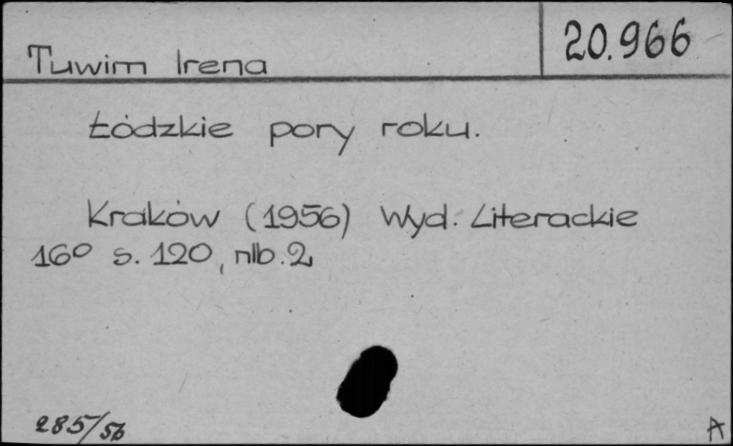 Tuwim Irena
20.966
Łódzkie pory roku.
Kraków (1956) Wyd. Literackie
16° s. 120, nlb. 2
285/56
A